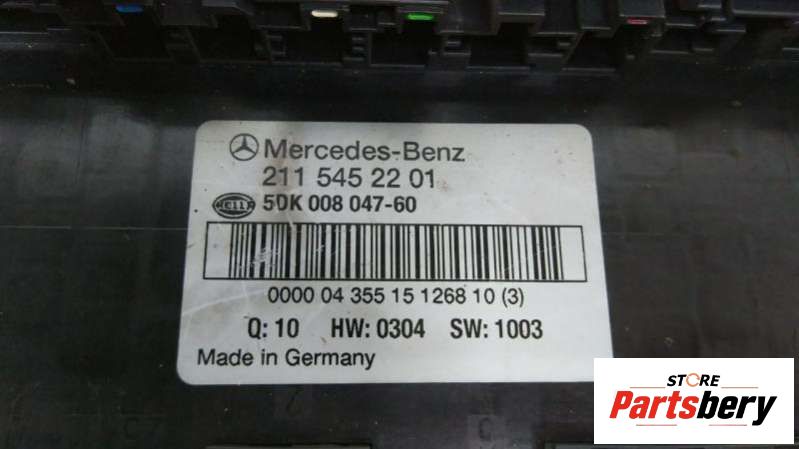 Mercedes-Benz
211 545 22 01
HELLA 5DK 008 047-60
0000 04 355 15 1268 10 (3)
Q: 10 HW: 0304 SW: 1003
Made in Germany
STORE
Partsbery